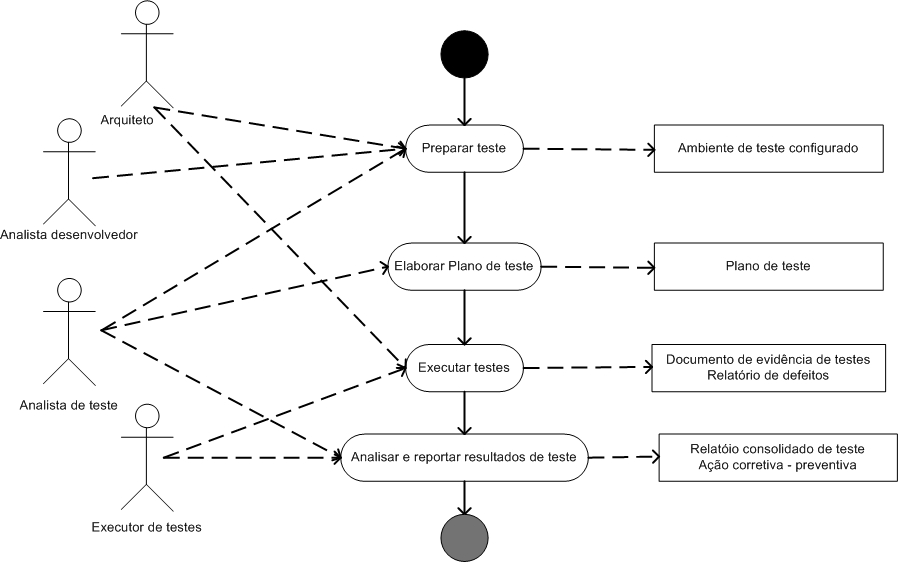 Arquiteto
Preparar teste
Ambiente de teste configurado
Analista desenvolvedor
Elaborar Plano de teste
Plano de teste
Executar testes
Documento de evidência de testes
Relatório de defeitos
Analista de teste
Analisar e reportar resultados de teste
Relatóio consolidado de teste
Ação corretiva - preventiva
Executor de testes